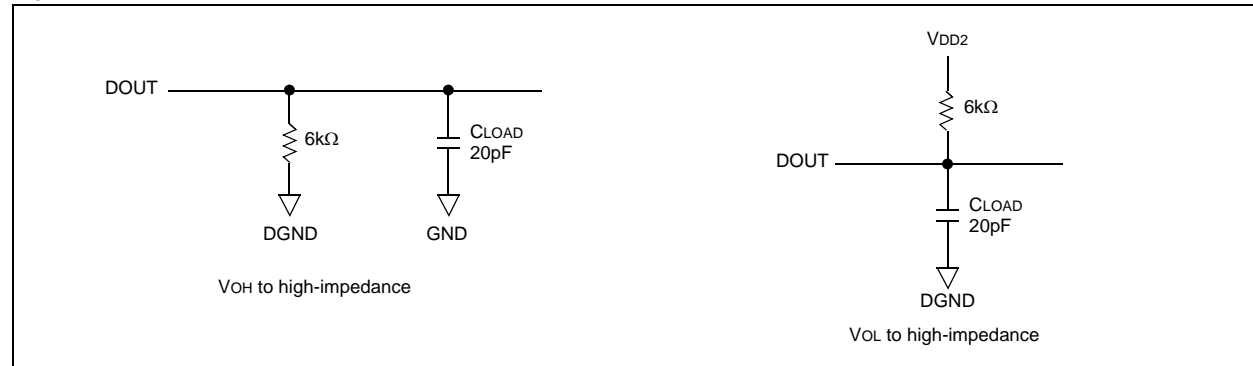 DOUT
6kΩ
CLOAD
20pF
DGND
GND
VOH to high-impedance
VDD2
6kΩ
DOUT
CLOAD
20pF
DGND
VOL to high-impedance